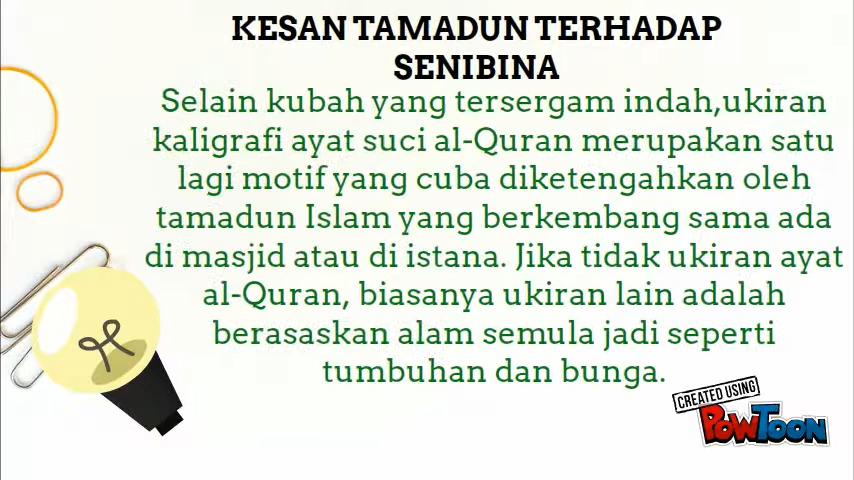 KESAN TAMADUN TERHADAP
SENIBINA
Selain kubah yang tersergam indah,ukiran
kaligrafi ayat suci al-Quran merupakan satu
lagi motif yang cuba diketengahkan oleh
tamadun Islam yang berkembang sama ada
di masjid atau di istana. Jika tidak ukiran ayat
al-Quran, biasanya ukiran lain adalah
berasaskan alam semula jadi seperti
tumbuhan dan bunga.
CREATED USING
POWTOON